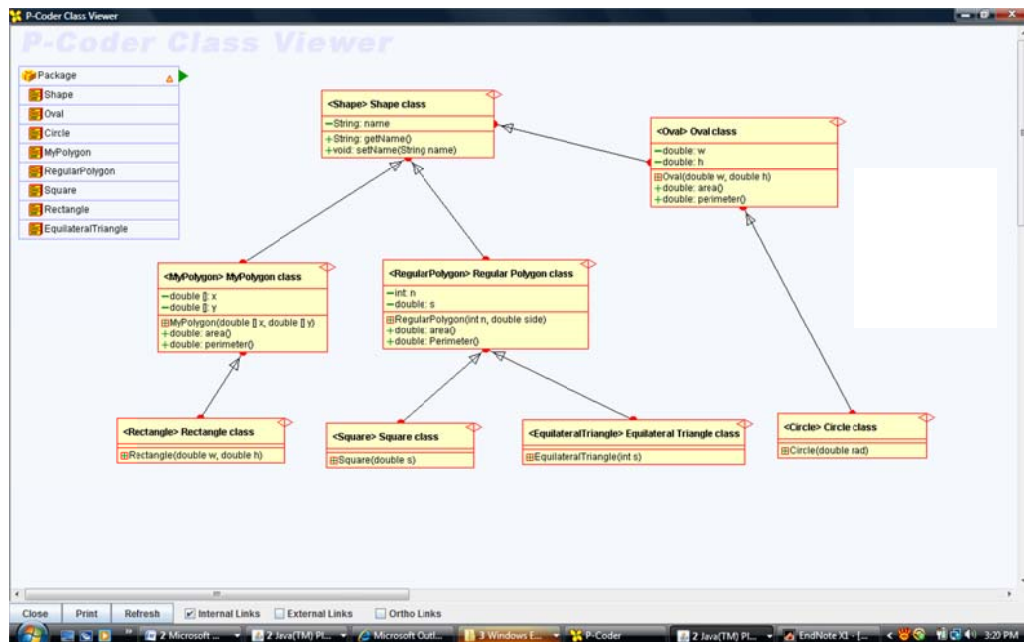 P-Coder Class Viewer
P-Coder Class Viewer
Package
Shape
Oval
Circle
MyPolygon
RegularPolygon
Square
Rectangle
EquilateralTriangle
<Shape> Shape class
−String: name
+String: getName()
+void: setName(String name)
<Oval> Oval class
−double: w
−double: h
Oval(double w, double h)
+double: area()
+double: perimeter()
<MyPolygon> MyPolygon class
−double []: x
−double []: y
MyPolygon(double [] x, double [] y)
+double: area()
+double: perimeter()
<RegularPolygon> Regular Polygon class
−int: n
−double: s
RegularPolygon(int n, double side)
+double: area()
+double: Perimeter()
<Rectangle> Rectangle class
Rectangle(double w, double h)
<Square> Square class
Square(double s)
<EquilateralTriangle> Equilateral Triangle class
EquilateralTriangle(int s)
<Circle> Circle class
Circle(double rad)
Close Print Refresh Internal Links External Links Ortho Links
2 Microsoft ... 2 Java(TM) Pl... Microsoft Outl... 3 Windows E... P-Coder 2 Java(TM) Pl... EndNote X1 - [... 3:20 PM